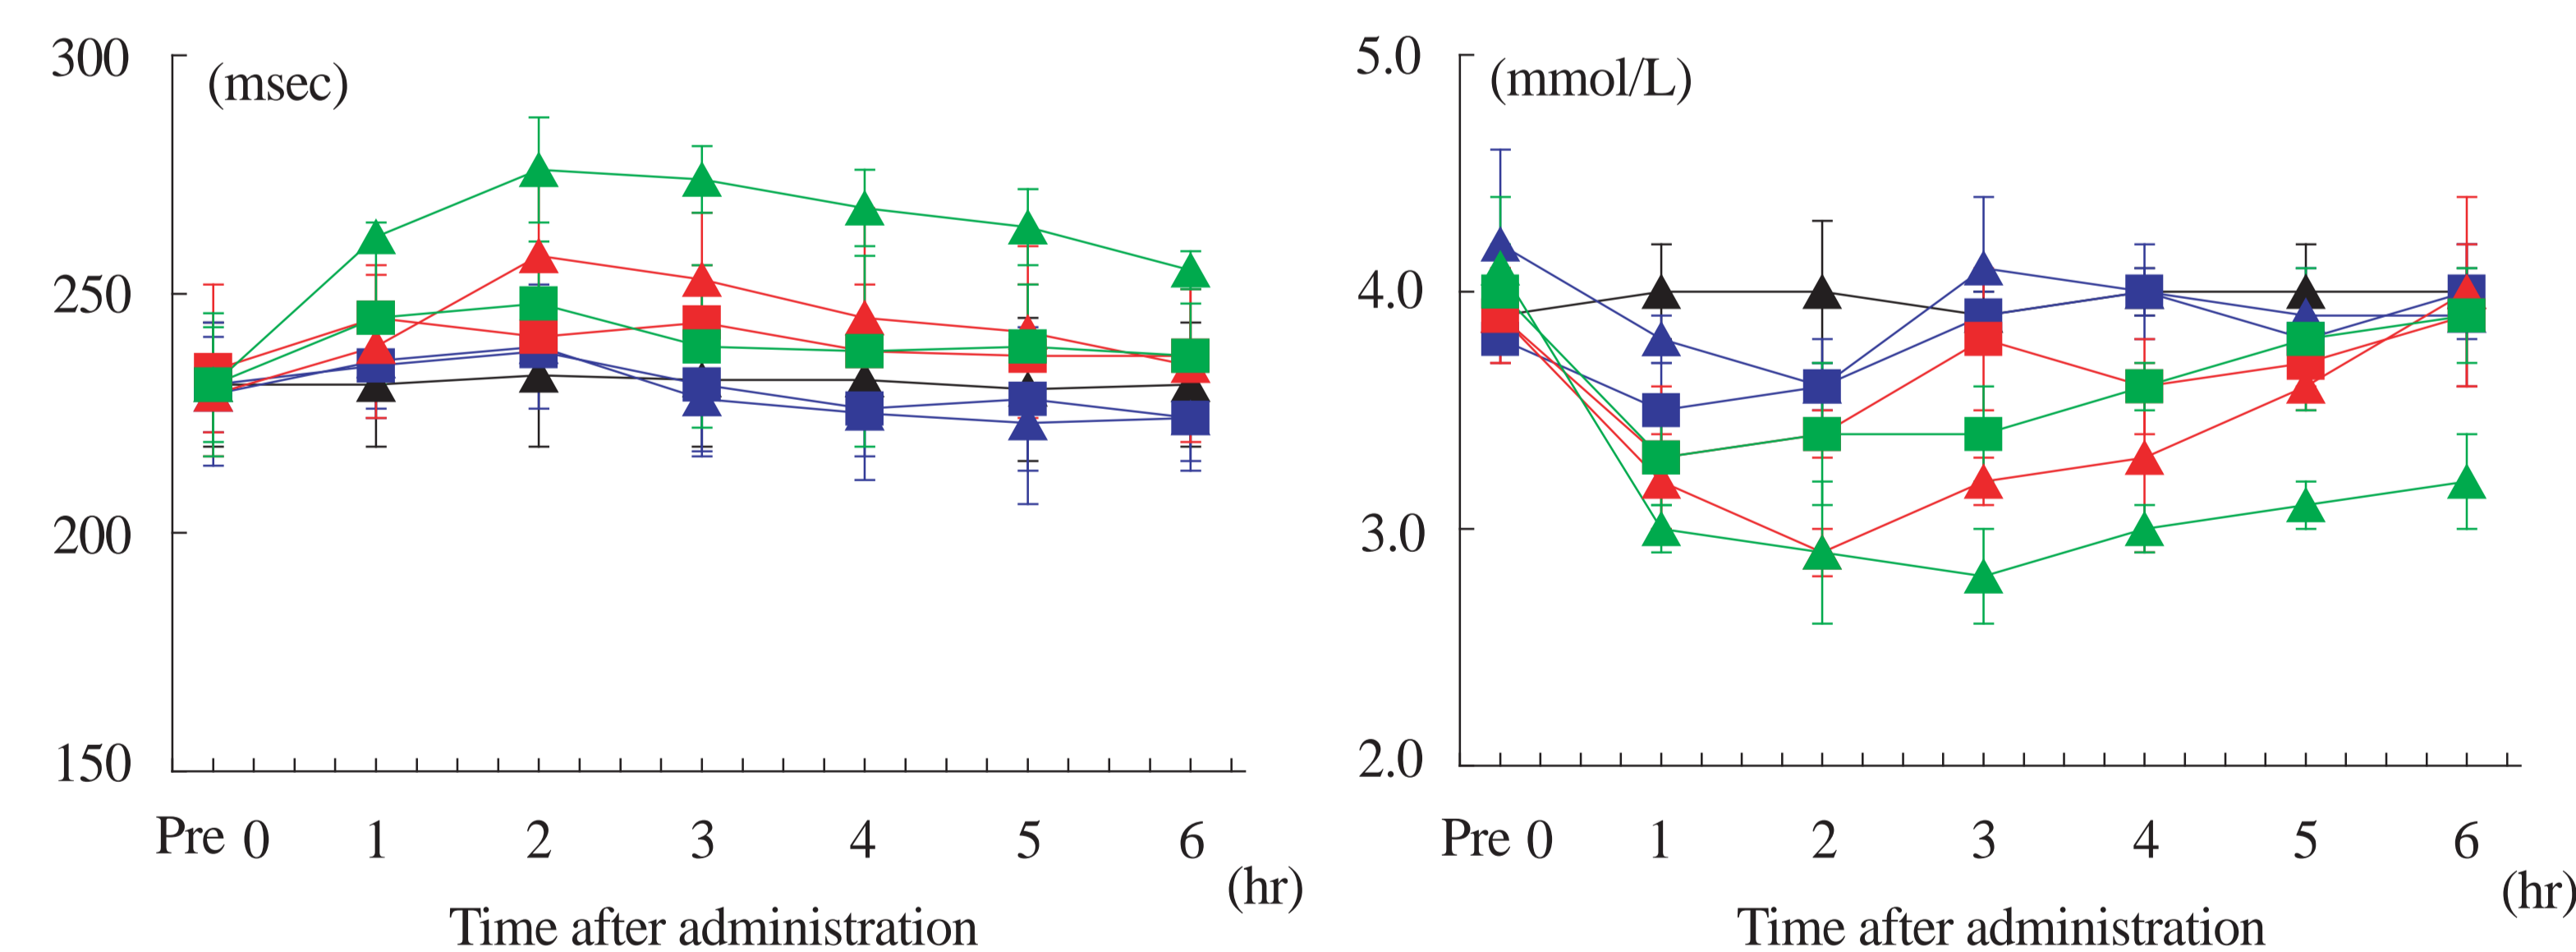 300
(msec)
250
200
150
Pre 0 1 2 3 4 5 6
(hr)
Time after administration
5.0
(mmol/L)
4.0
3.0
2.0
Pre 0 1 2 3 4 5 6
(hr)
Time after administration